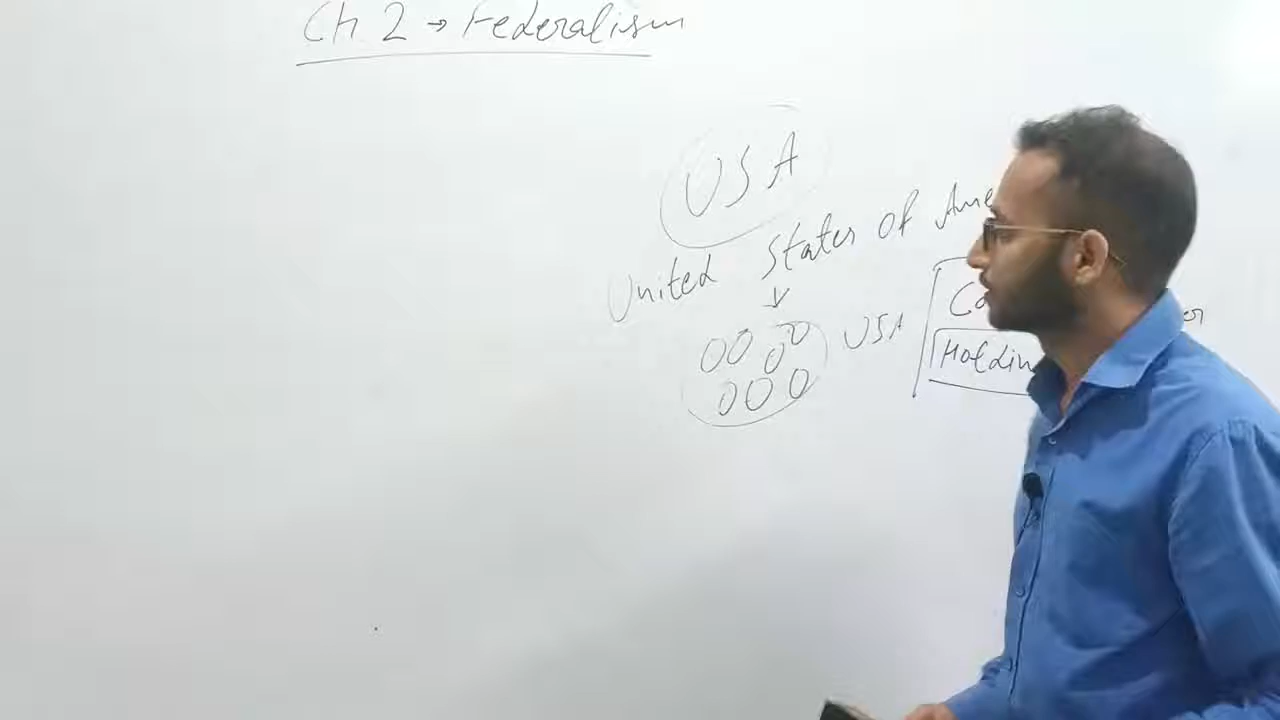 Ch 2 → Federalism
USA
United States of Ame
USA
Holdin